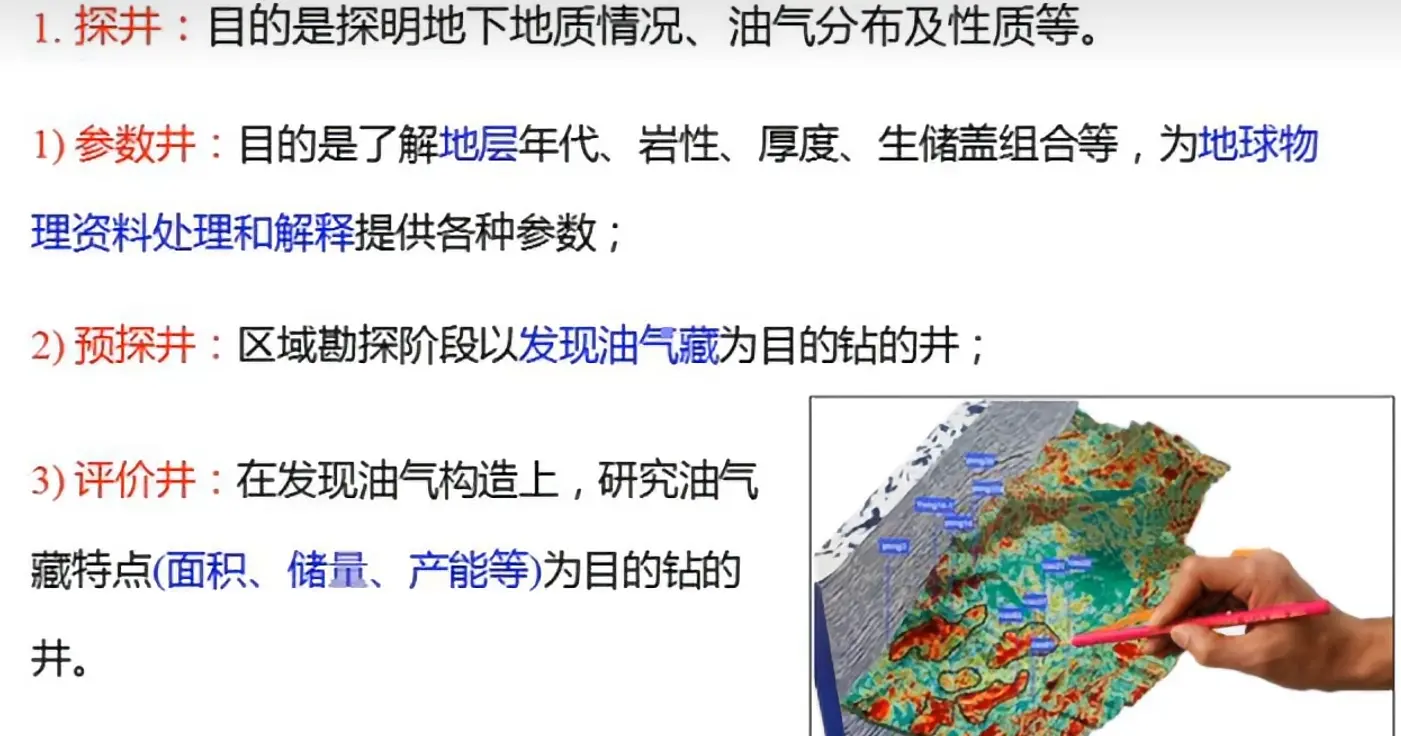 1. 探井：目的是探明地下地质情况、油气分布及性质等。
1) 参数井：目的是了解地层年代、岩性、厚度、生储盖组合等，为地球物
理资料处理和解释提供各种参数；
2) 预探井：区域勘探阶段以发现油气藏为目的钻的井；
3) 评价井：在发现油气构造上，研究油气
藏特点(面积、储量、产能等)为目的钻的
井。